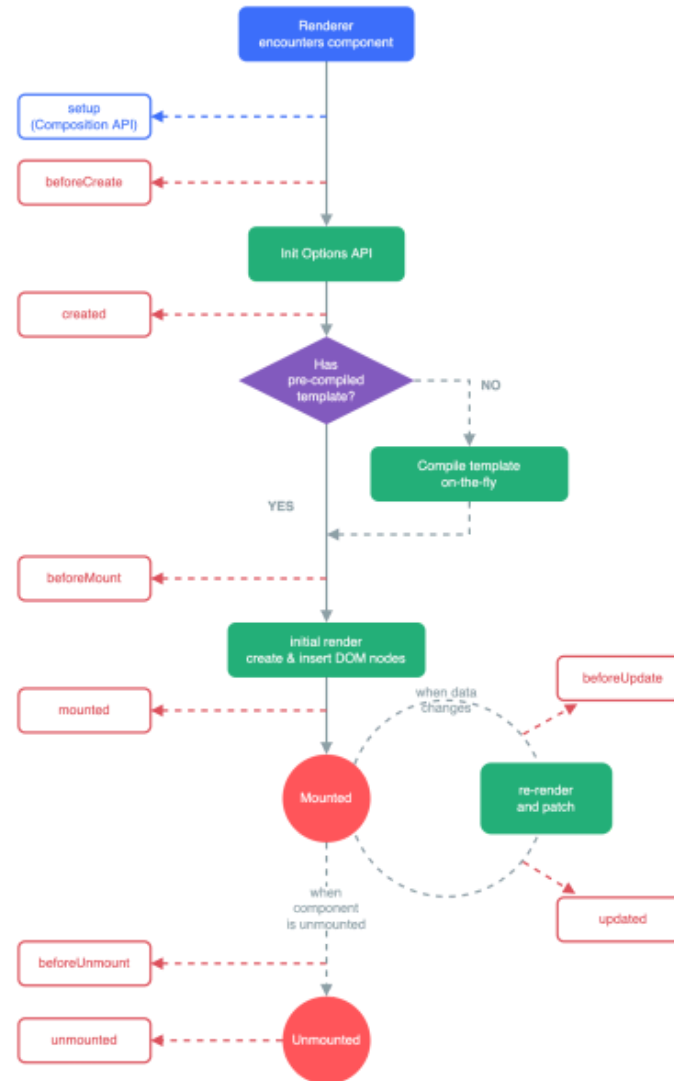 Renderer
encounters component
setup
(Composition API)
beforeCreate
Init Options API
created
Has
pre-compiled
template?
NO
Compile template
on-the-fly
YES
beforeMount
initial render
create & insert DOM nodes
beforeUpdate
when data
changes
mounted
Mounted
re-render
and patch
when
component
is unmounted
updated
beforeUnmount
unmounted
Unmounted